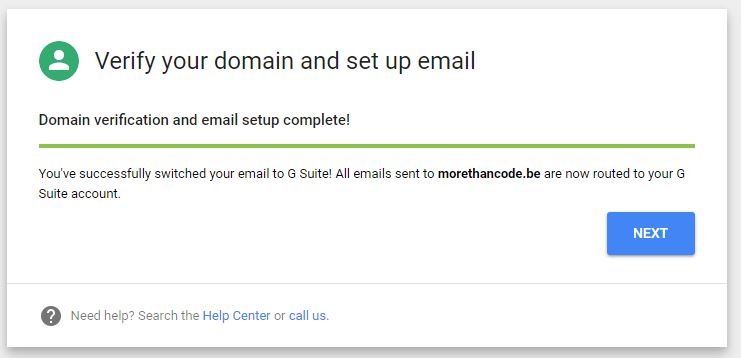 Verify your domain and set up email
Domain verification and email setup complete!
You've successfully switched your email to G Suite! All emails sent to morethancode.be are now routed to your G
Suite account.
NEXT
Need help? Search the Help Center or call us.